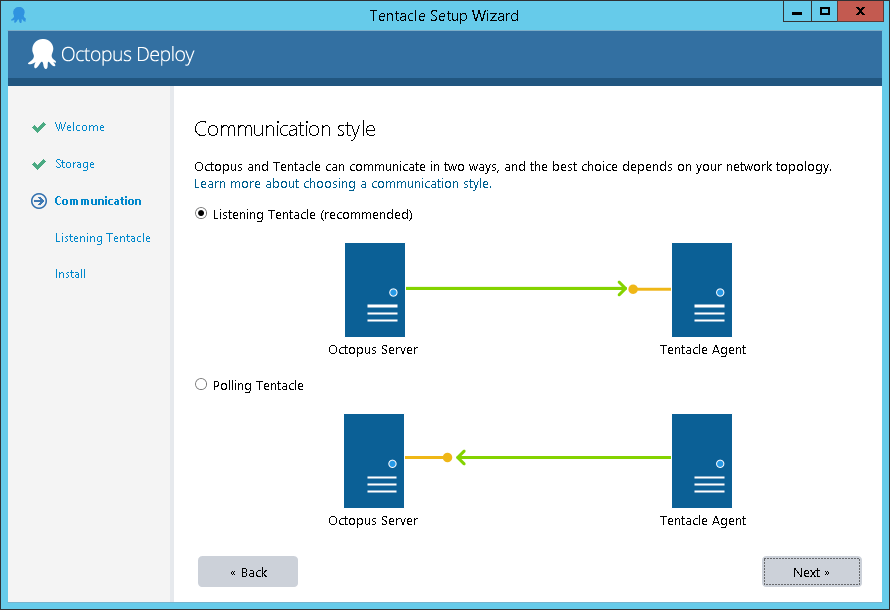 Tentacle Setup Wizard
Octopus Deploy
Welcome
Storage
Communication
Listening Tentacle
Install
Communication style
Octopus and Tentacle can communicate in two ways, and the best choice depends on your network topology.
Learn more about choosing a communication style.
Listening Tentacle (recommended)
Octopus Server
Tentacle Agent
Polling Tentacle
Octopus Server
Tentacle Agent
« Back
Next »